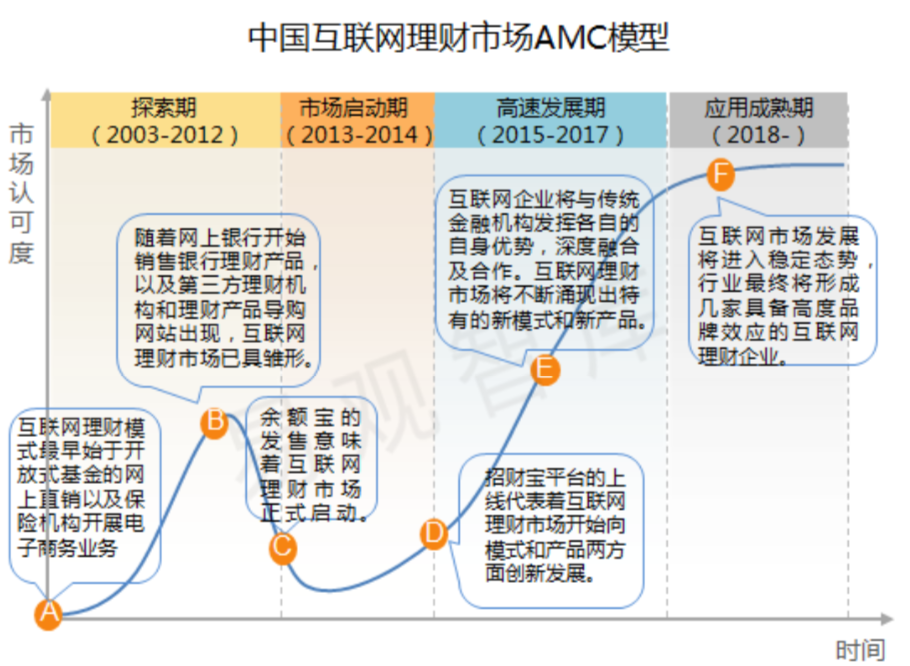 中国互联网理财市场AMC模型
市场认可度
探索期
（2003-2012）
市场启动期
（2013-2014）
高速发展期
（2015-2017）
应用成熟期
（2018-）
互联网理财模
式最早始于开
放式基金的网
上直销以及保
险机构开展电
子商务业务
A
随着网上银行开始
销售银行理财产品，
以及第三方理财机
构和理财产品导购
网站出现，互联网
理财市场已具雏形。
B
余额宝的
发售意味
着互联网
理财市场
正式启动。
C
招财宝平台的上
线代表着互联网
理财市场开始向
模式和产品两方
面创新发展。
D
互联网企业将与传统
金融机构发挥各自的
自身优势，深度融合
及合作。互联网理财
市场将不断涌现出特
有的新模式和新产品。
E
互联网市场发展
将进入稳定态势，
行业最终将形成
几家具备高度品
牌效应的互联网
理财企业。
F
时间